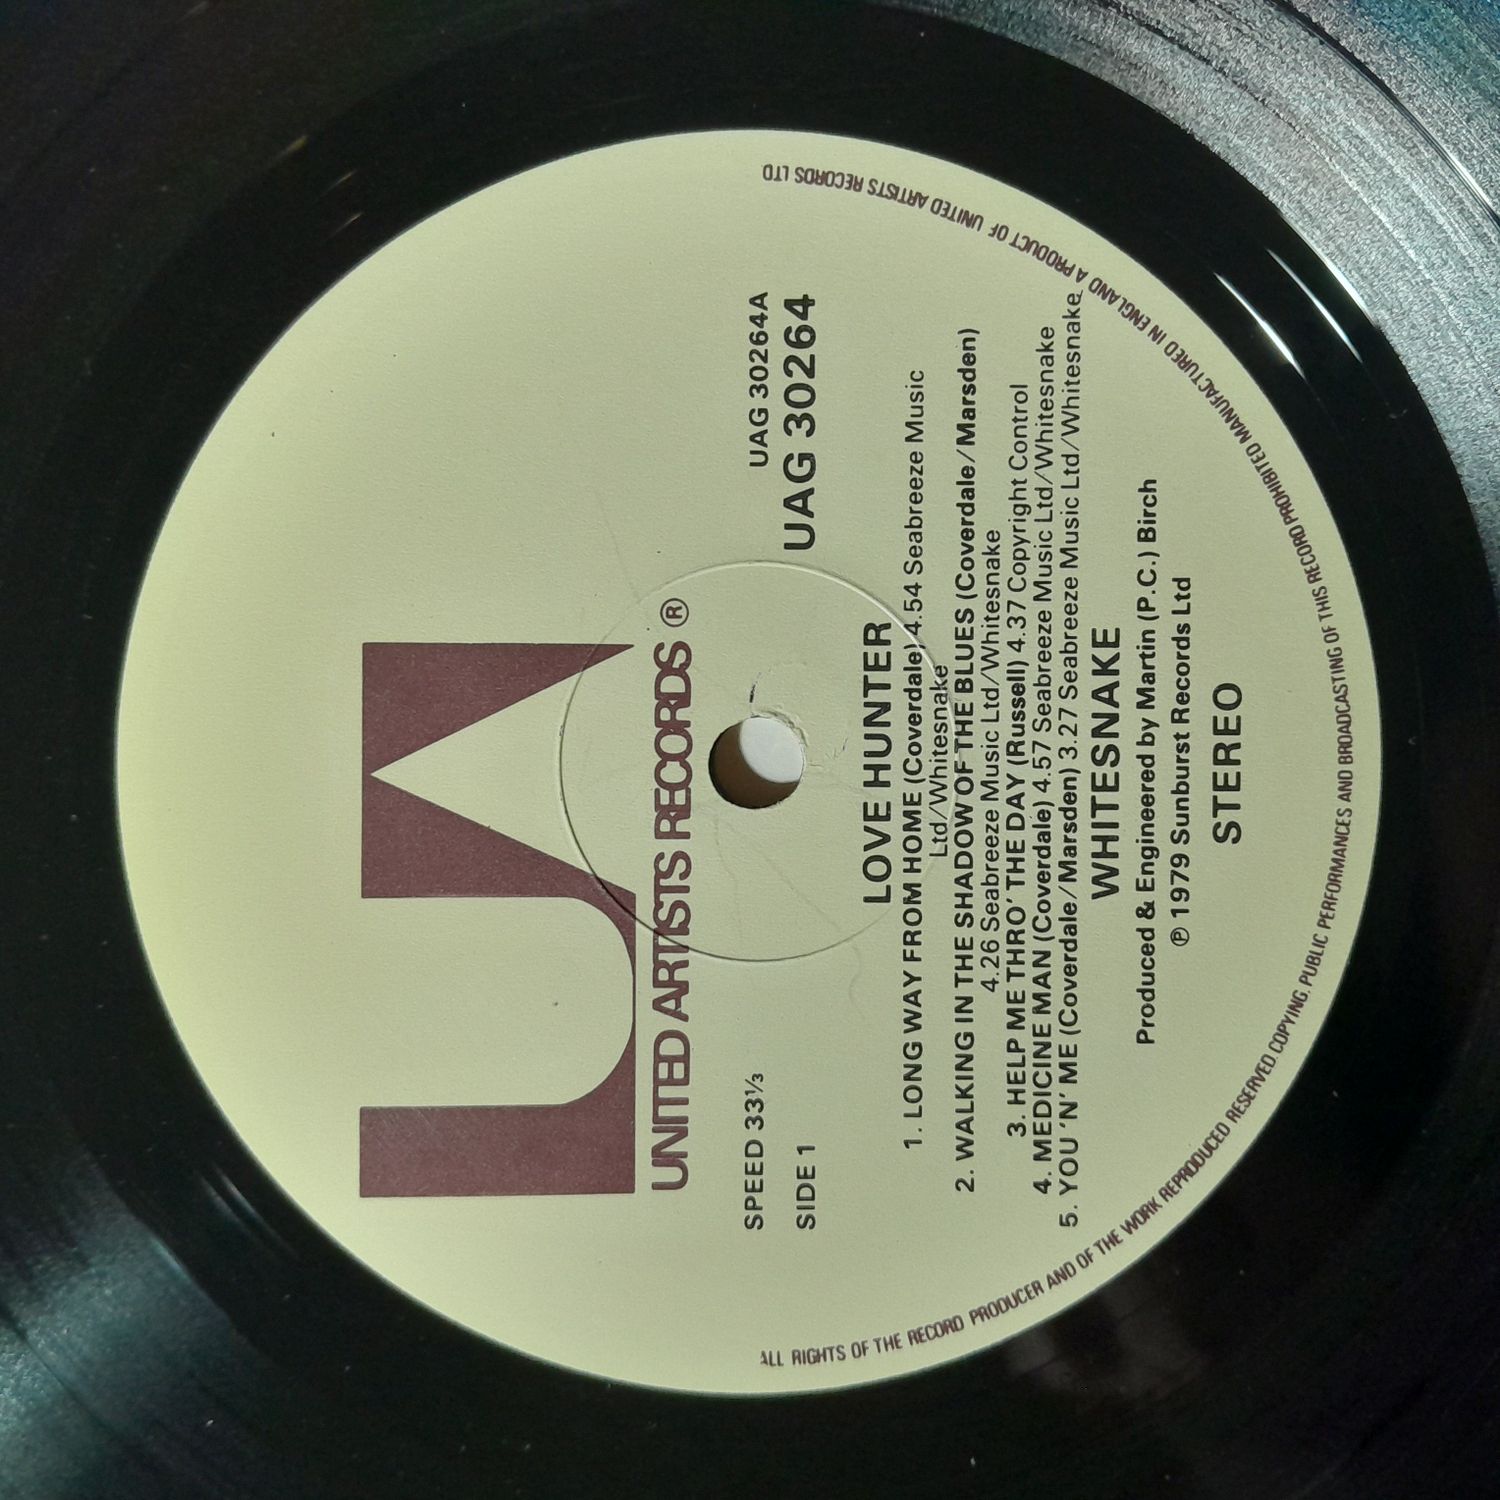 UNITED ARTISTS RECORDS ®
SPEED 33⅓
UAG 30264A
SIDE 1
UAG 30264
LOVE HUNTER
1. LONG WAY FROM HOME (Coverdale) 4.54 Seabreeze Music
Ltd/Whitesnake
2. WALKING IN THE SHADOW OF THE BLUES (Coverdale/Marsden)
4.26 Seabreeze Music Ltd/Whitesnake
3. HELP ME THRO' THE DAY (Russell) 4.37 Copyright Control
4. MEDICINE MAN (Coverdale) 4.57 Seabreeze Music Ltd/Whitesnake
5. YOU 'N' ME (Coverdale/Marsden) 3.27 Seabreeze Music Ltd/Whitesnake
WHITESNAKE
Produced & Engineered by Martin (P.C.) Birch
℗ 1979 Sunburst Records Ltd
STEREO
ALL RIGHTS OF THE RECORD PRODUCER AND OF THE WORK REPRODUCED RESERVED. COPYING, PUBLIC PERFORMANCES AND BROADCASTING OF THIS RECORD PROHIBITED MANUFACTURED IN ENGLAND A PRODUCT OF UNITED ARTISTS RECORDS LTD